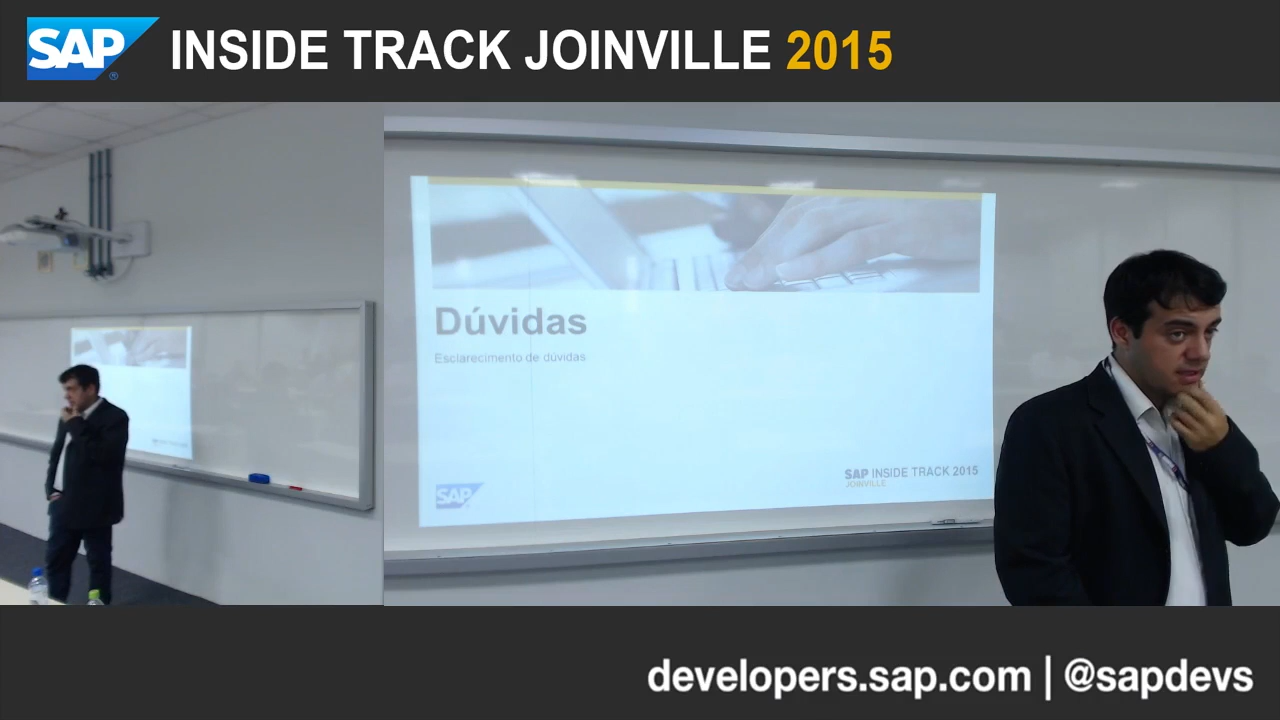 SAP INSIDE TRACK JOINVILLE 2015
Dúvidas
Esclarecimento de dúvidas
SAP
SAP INSIDE TRACK 2015
JOINVILLE
developers.sap.com | @sapdevs